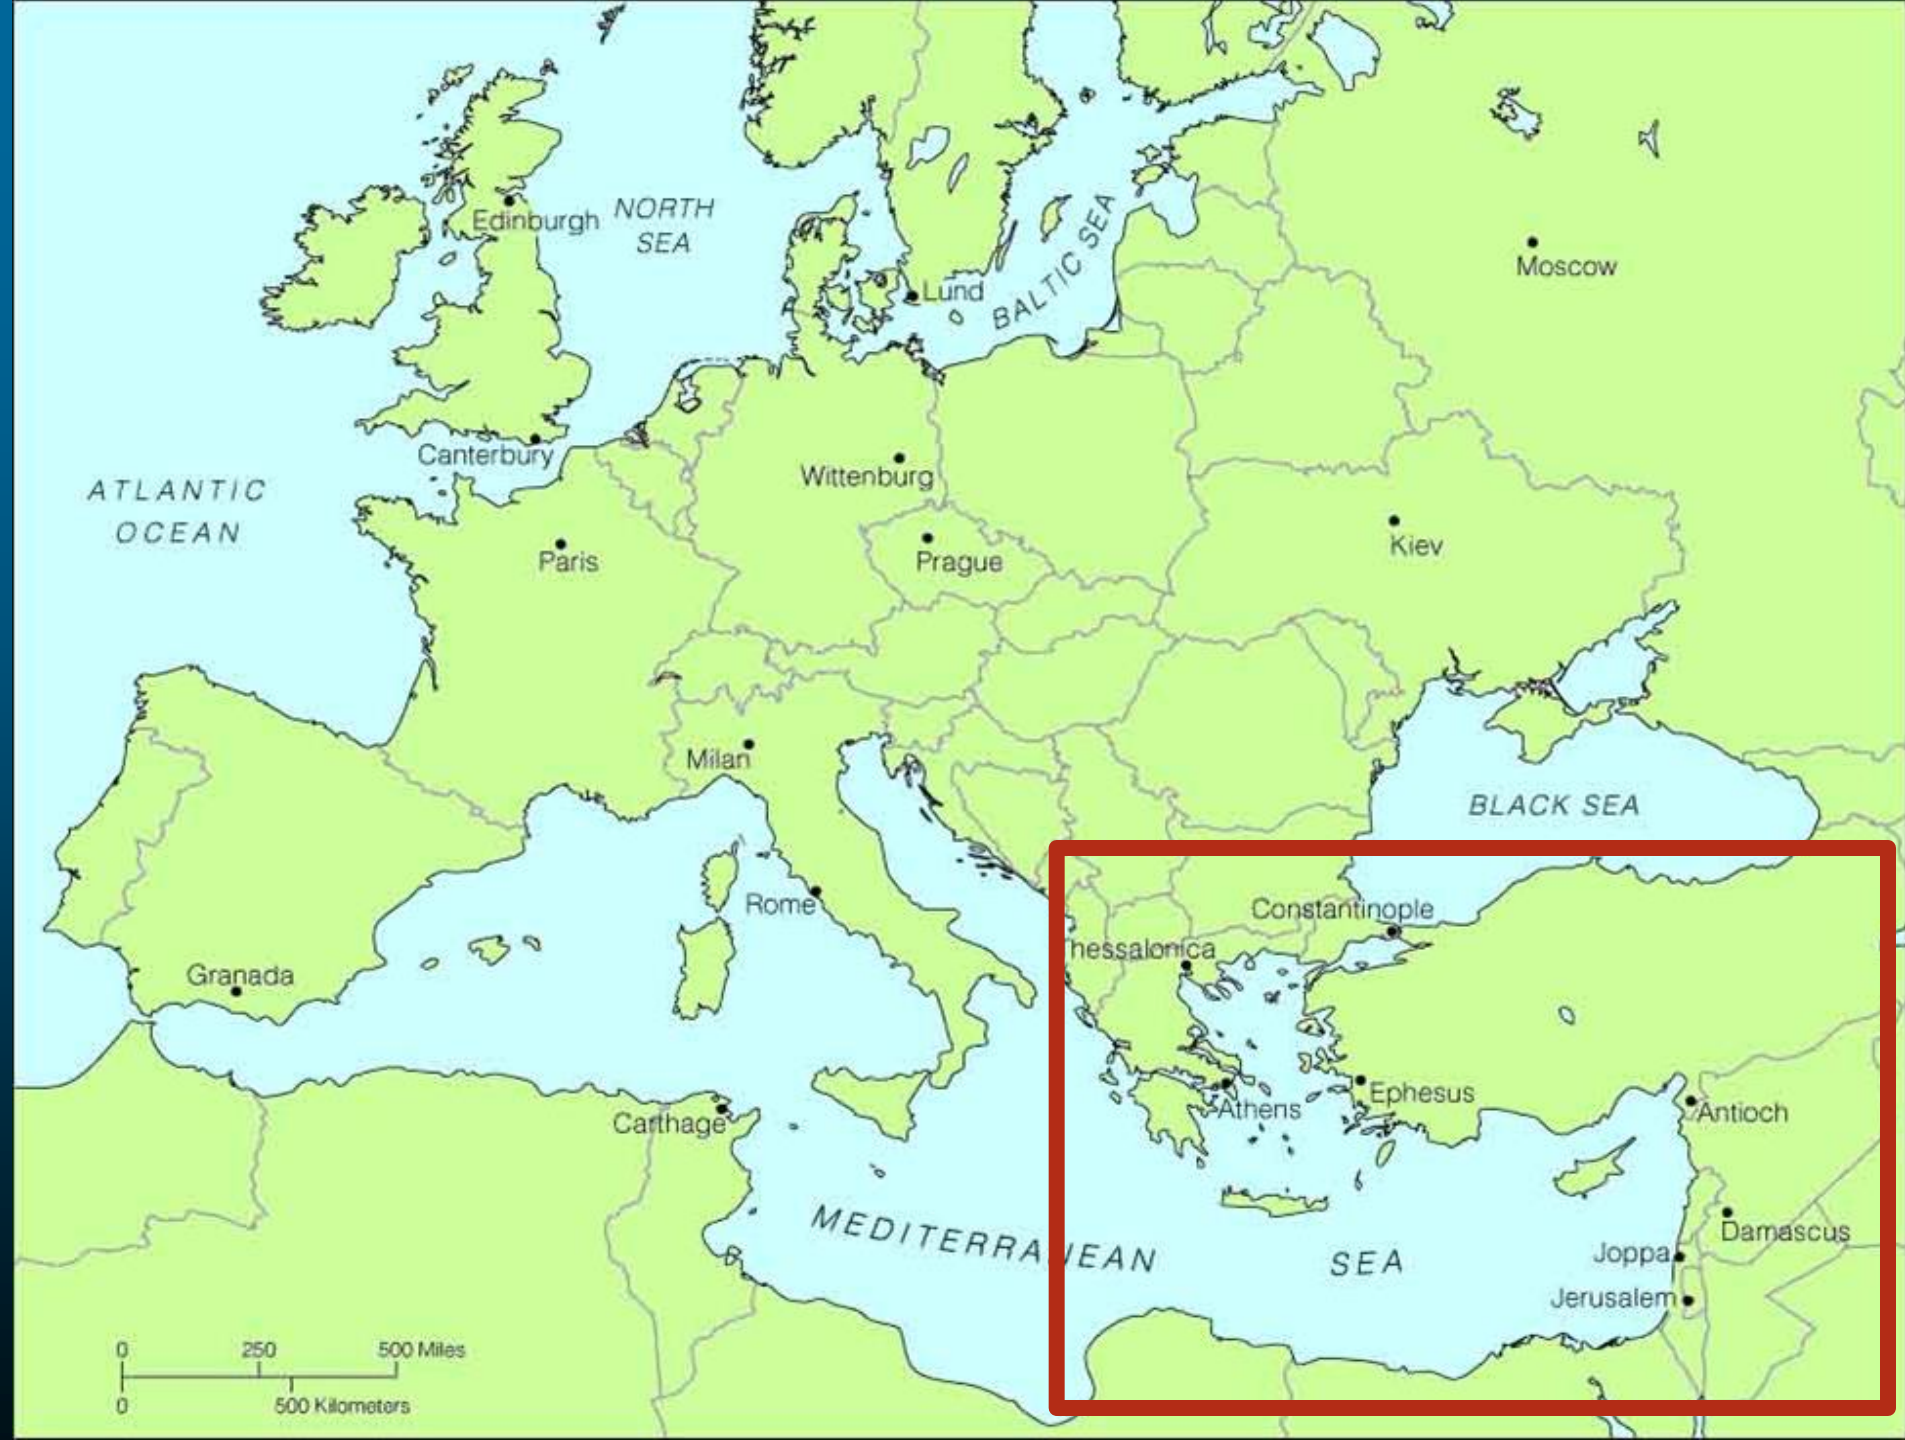 Edinburgh
NORTH
SEA
BALTIC SEA
Moscow
Lund
Canterbury
Wittenburg
ATLANTIC
OCEAN
Paris
Prague
Kiev
Milan
BLACK SEA
Rome
Constantinople
hessalonica
Granada
Carthage
Athens
Ephesus
Antioch
MEDITERRANEAN
SEA
Damascus
Joppa
Jerusalem
0 250 500 Miles
0 500 Kilometers